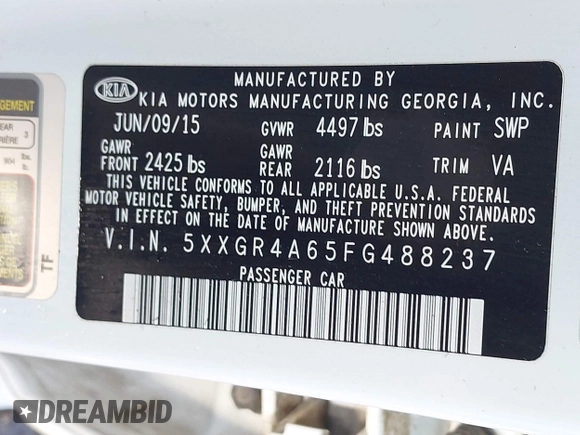 KIA
MANUFACTURED BY
KIA MOTORS MANUFACTURING GEORGIA, INC.
JUN/09/15 GVWR 4497 lbs PAINT SWP
GAWR FRONT 2425 lbs GAWR REAR 2116 lbs TRIM VA
THIS VEHICLE CONFORMS TO ALL APPLICABLE U.S.A. FEDERAL
MOTOR VEHICLE SAFETY, BUMPER, AND THEFT PREVENTION STANDARDS
IN EFFECT ON THE DATE OF MANUFACTURE SHOWN ABOVE.
V.I.N. 5XXGR4A65FG488237
PASSENGER CAR
3
lbs.
TF
DREAMBID